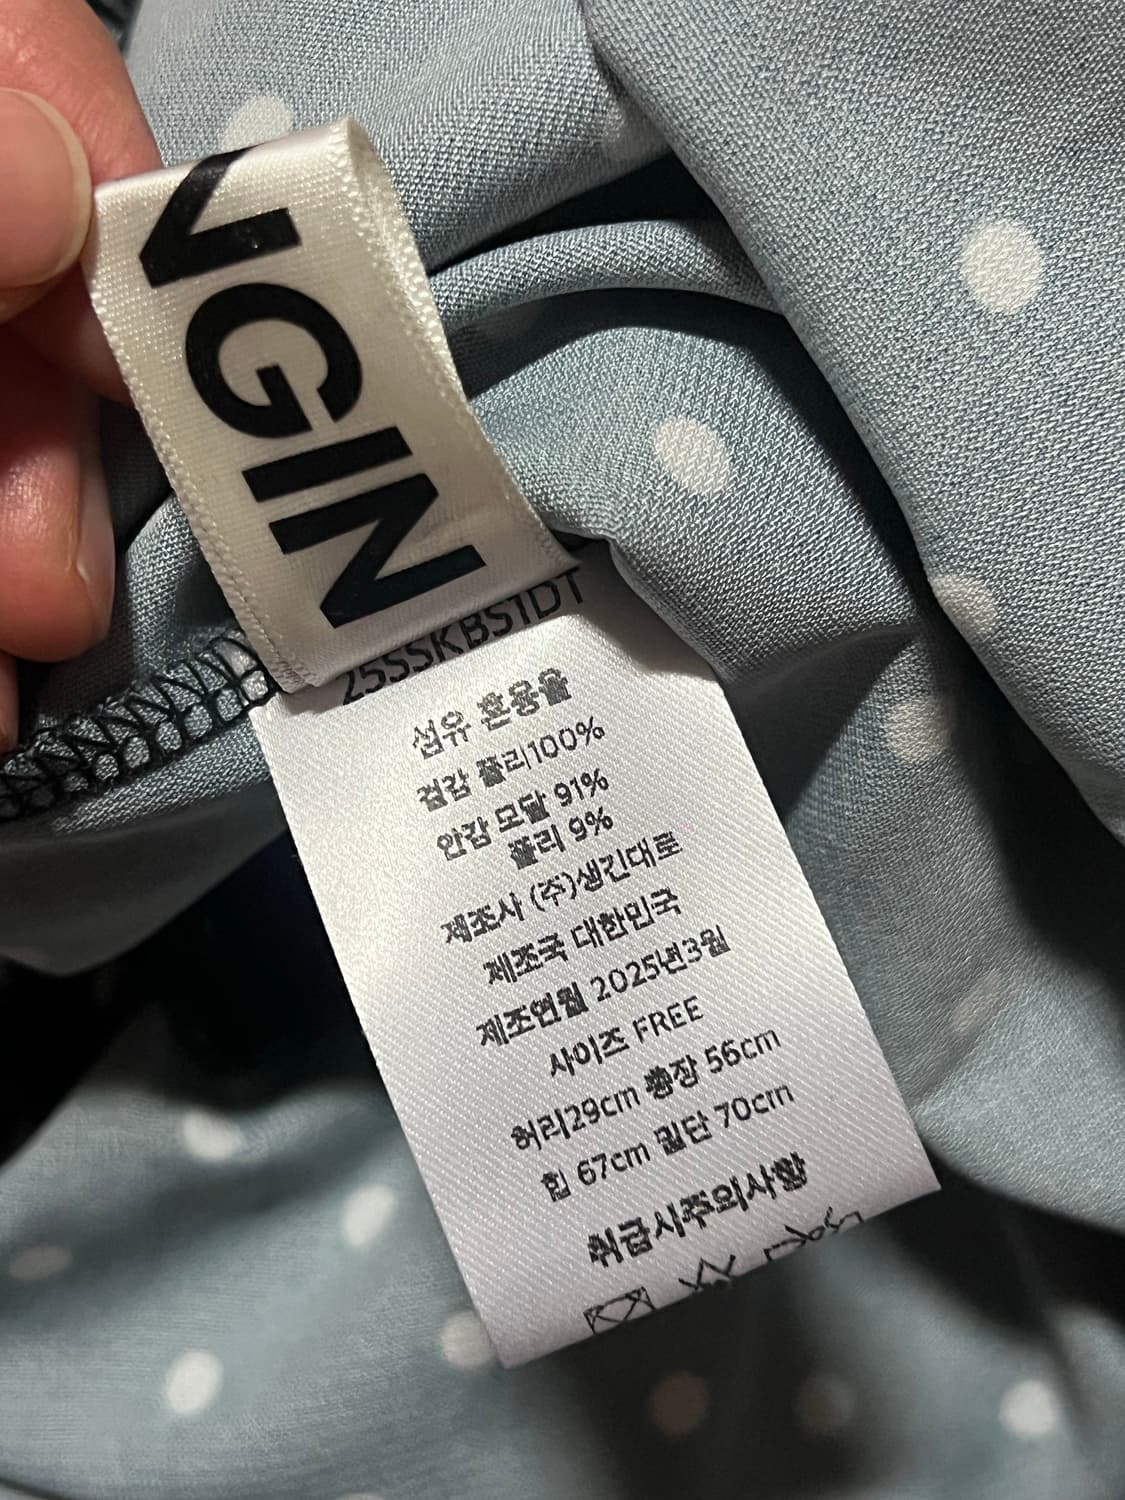 NGIN
25SSKBS1DT
섬유 혼용율
겉감 폴리100%
안감 모달 91%
폴리 9%
제조사 (주)생긴대로
제조국 대한민국
제조연월 2025년3월
사이즈 FREE
허리29cm 총장 56cm
힙 67cm 밑단 70cm
취급시주의사항